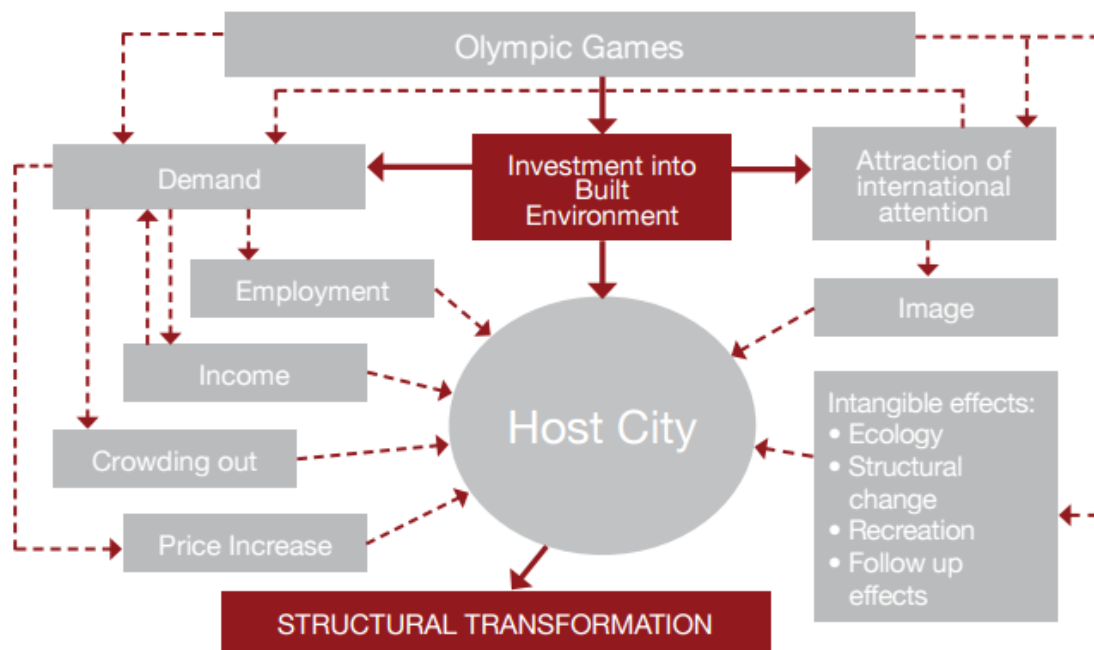 Olympic Games
Demand
Investment into
Built
Environment
Attraction of
international
attention
Employment
Image
Income
Host City
Intangible effects:
• Ecology
• Structural
change
• Recreation
• Follow up
effects
Crowding out
Price Increase
STRUCTURAL TRANSFORMATION